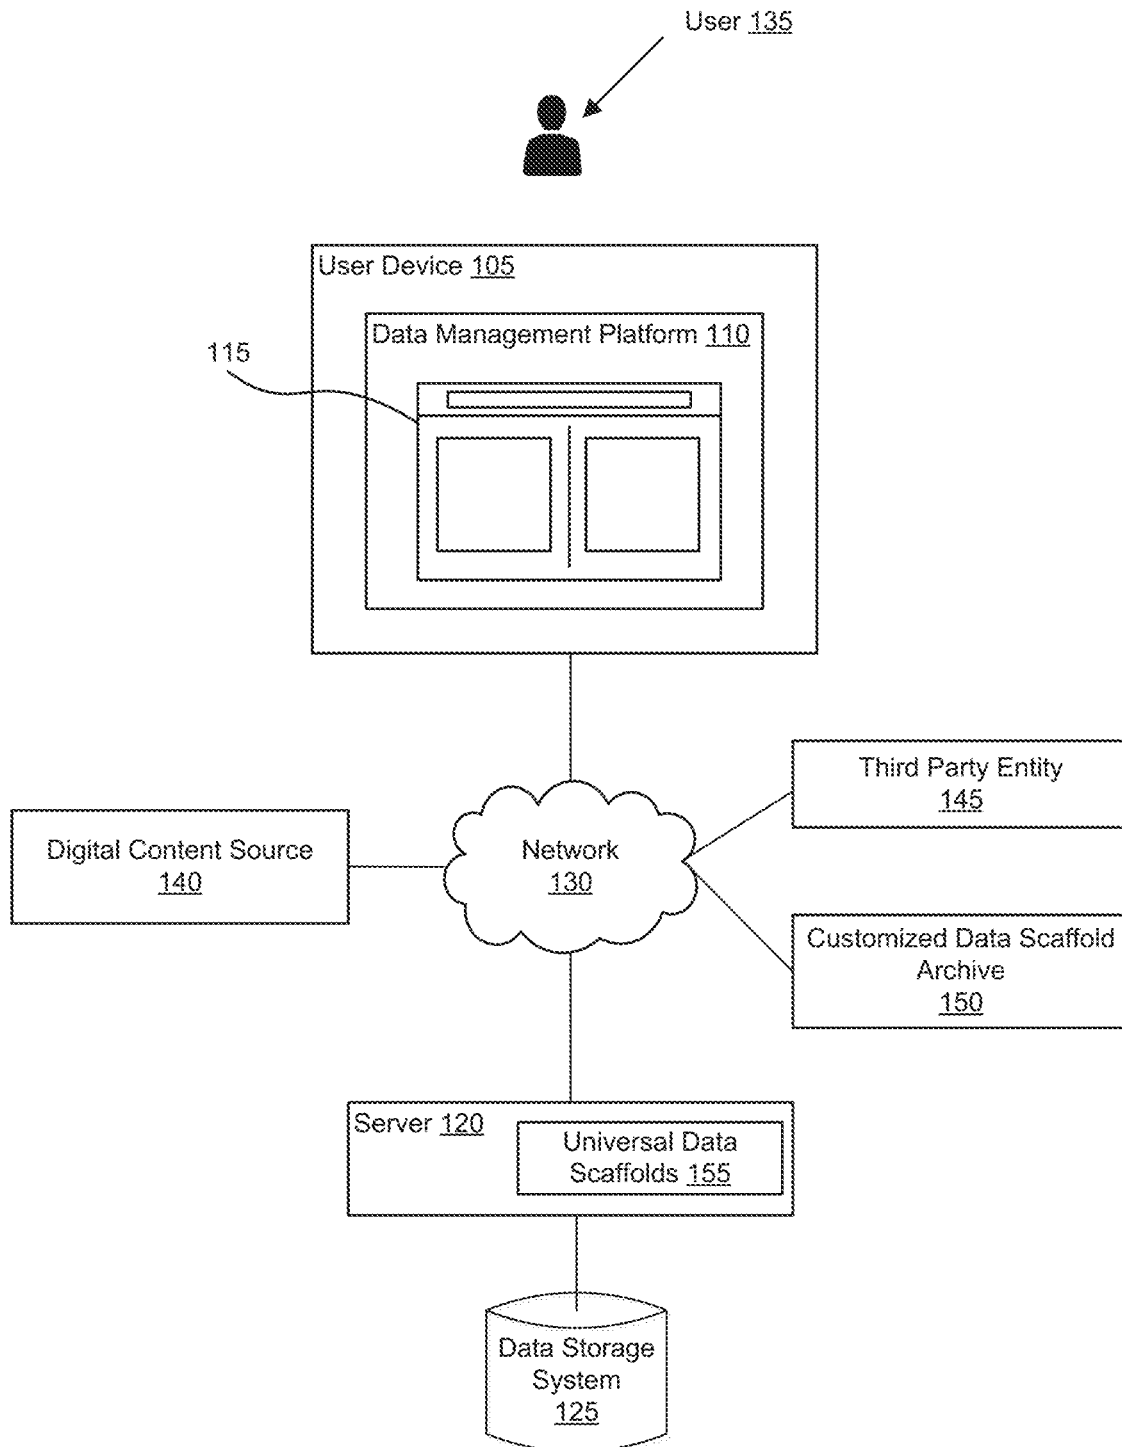 User 135
User Device 105
Data Management Platform 110
115
Third Party Entity
145
Digital Content Source
140
Network
130
Customized Data Scaffold
Archive
150
Server 120
Universal Data
Scaffolds 155
Data Storage
System
125